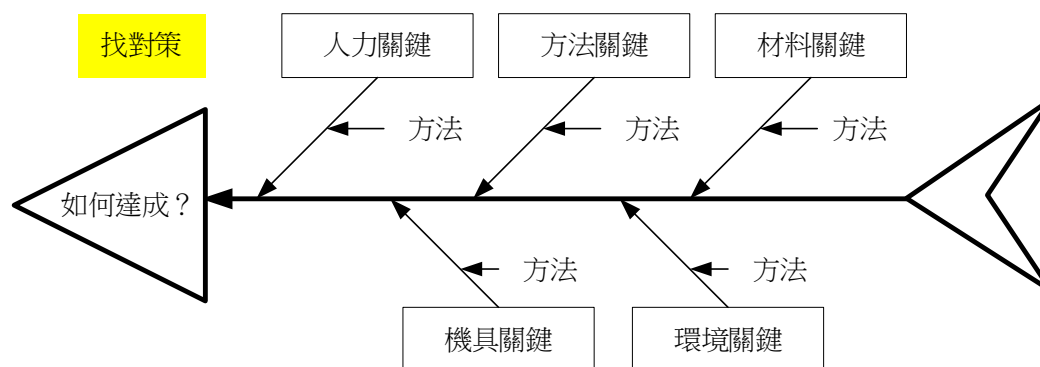 找對策
人力關鍵
方法關鍵
材料關鍵
方法
方法
方法
如何達成？
方法
方法
機具關鍵
環境關鍵